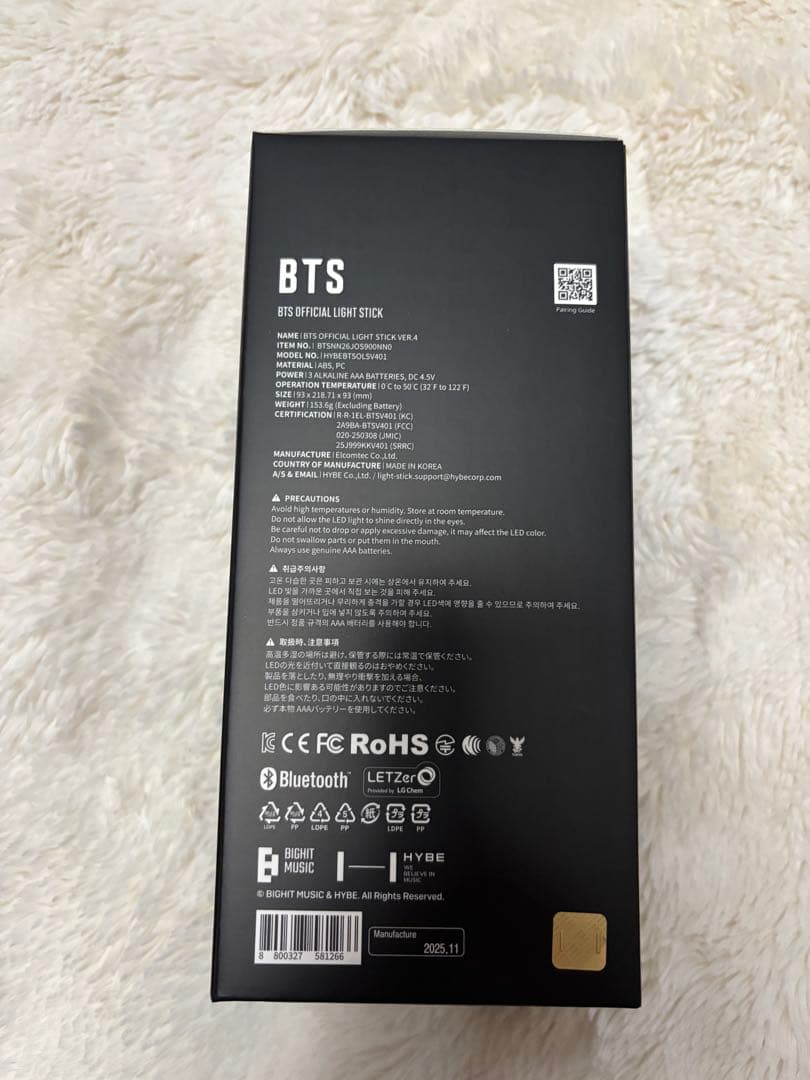 BTS
BTS OFFICIAL LIGHT STICK
Pairing Guide
NAME | BTS OFFICIAL LIGHT STICK VER.4
ITEM NO. | BTSNN26JOS900NN0
MODEL NO. | HYBEBTSOLSV401
MATERIAL | ABS, PC
POWER | 3 ALKALINE AAA BATTERIES, DC 4.5V
OPERATION TEMPERATURE | 0˚C to 50˚C (32˚F to 122˚F)
SIZE | 93 x 218.71 x 93 (mm)
WEIGHT | 153.6g (Excluding Battery)
CERTIFICATION | R-R-1EL-BTSV401 (KC)
2A9BA-BTSV401 (FCC)
020-250308 (JMIC)
25J999KKV401 (SRRC)
MANUFACTURE | Elcomtec Co.,Ltd.
COUNTRY OF MANUFACTURE | MADE IN KOREA
A/S & EMAIL | HYBE Co.,Ltd. / light-stick.support@hybecorp.com
PRECAUTIONS
Avoid high temperatures or humidity. Store at room temperature.
Do not allow the LED light to shine directly in the eyes.
Be careful not to drop or apply excessive damage, it may affect the LED color.
Do not swallow parts or put them in the mouth.
Always use genuine AAA batteries.
취급주의사항
고온 다습한 곳은 피하고 보관 시에는 상온에서 유지하여 주세요.
LED 빛을 가까운 곳에서 직접 보는 것을 피해 주세요.
제품을 떨어뜨리거나 무리하게 충격을 가할 경우 LED색에 영향을 줄 수 있으므로 주의하여 주세요.
부품을 삼키거나 입에 넣지 않도록 주의하여 주세요.
반드시 정품 규격의 AAA 배터리를 사용해야 합니다.
取扱時、注意事項
高温多湿の場所は避け、保管する際には常温で保管ください。
LEDの光を近付いて直接観るのはおやめください。
製品を落としたり、無理やり衝撃を加える場合、
LED色に影響ある可能性がありますのでご注意ください。
部品を食べたり、口の中に入れないでください。
必ず本物 AAAバッテリーを使用してください。
CE FC RoHS
Bluetooth™
LETZero
Provided by LG Chem
LDPE PP 4 LDPE 5 PP 紙 プラ LDPE プラ PP
BIGHIT MUSIC
HYBE
WE BELIEVE IN MUSIC
© BIGHIT MUSIC & HYBE. All Rights Reserved.
8 800327 581266
Manufacture
2025.11